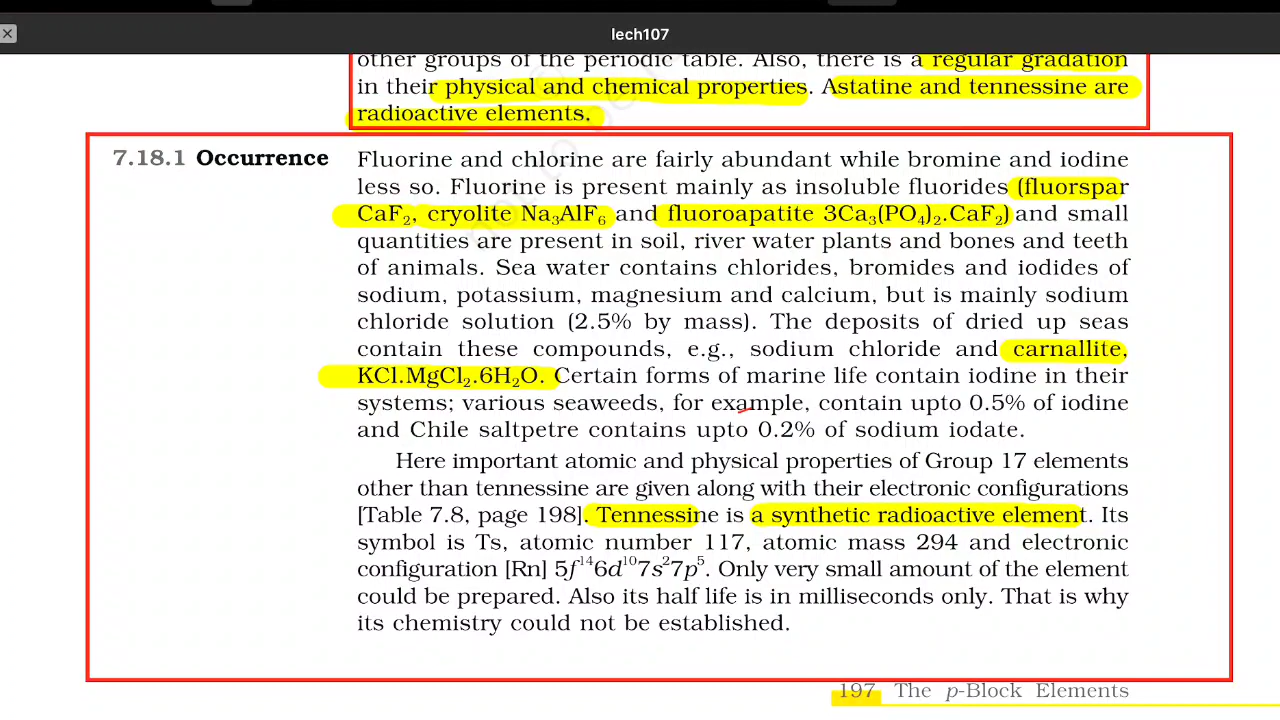 lech107
other groups of the periodic table. Also, there is a regular gradation
in their physical and chemical properties. Astatine and tennessine are
radioactive elements.
7.18.1 Occurrence
Fluorine and chlorine are fairly abundant while bromine and iodine
less so. Fluorine is present mainly as insoluble fluorides (fluorspar
CaF₂, cryolite Na₃AlF₆ and fluoroapatite 3Ca₃(PO₄)₂.CaF₂) and small
quantities are present in soil, river water plants and bones and teeth
of animals. Sea water contains chlorides, bromides and iodides of
sodium, potassium, magnesium and calcium, but is mainly sodium
chloride solution (2.5% by mass). The deposits of dried up seas
contain these compounds, e.g., sodium chloride and carnallite,
KCl.MgCl₂.6H₂O. Certain forms of marine life contain iodine in their
systems; various seaweeds, for example, contain upto 0.5% of iodine
and Chile saltpetre contains upto 0.2% of sodium iodate.
Here important atomic and physical properties of Group 17 elements
other than tennessine are given along with their electronic configurations
[Table 7.8, page 198]. Tennessine is a synthetic radioactive element. Its
symbol is Ts, atomic number 117, atomic mass 294 and electronic
configuration [Rn] 5f¹⁴6d¹⁰7s²7p⁵. Only very small amount of the element
could be prepared. Also its half life is in milliseconds only. That is why
its chemistry could not be established.
197 The p-Block Elements